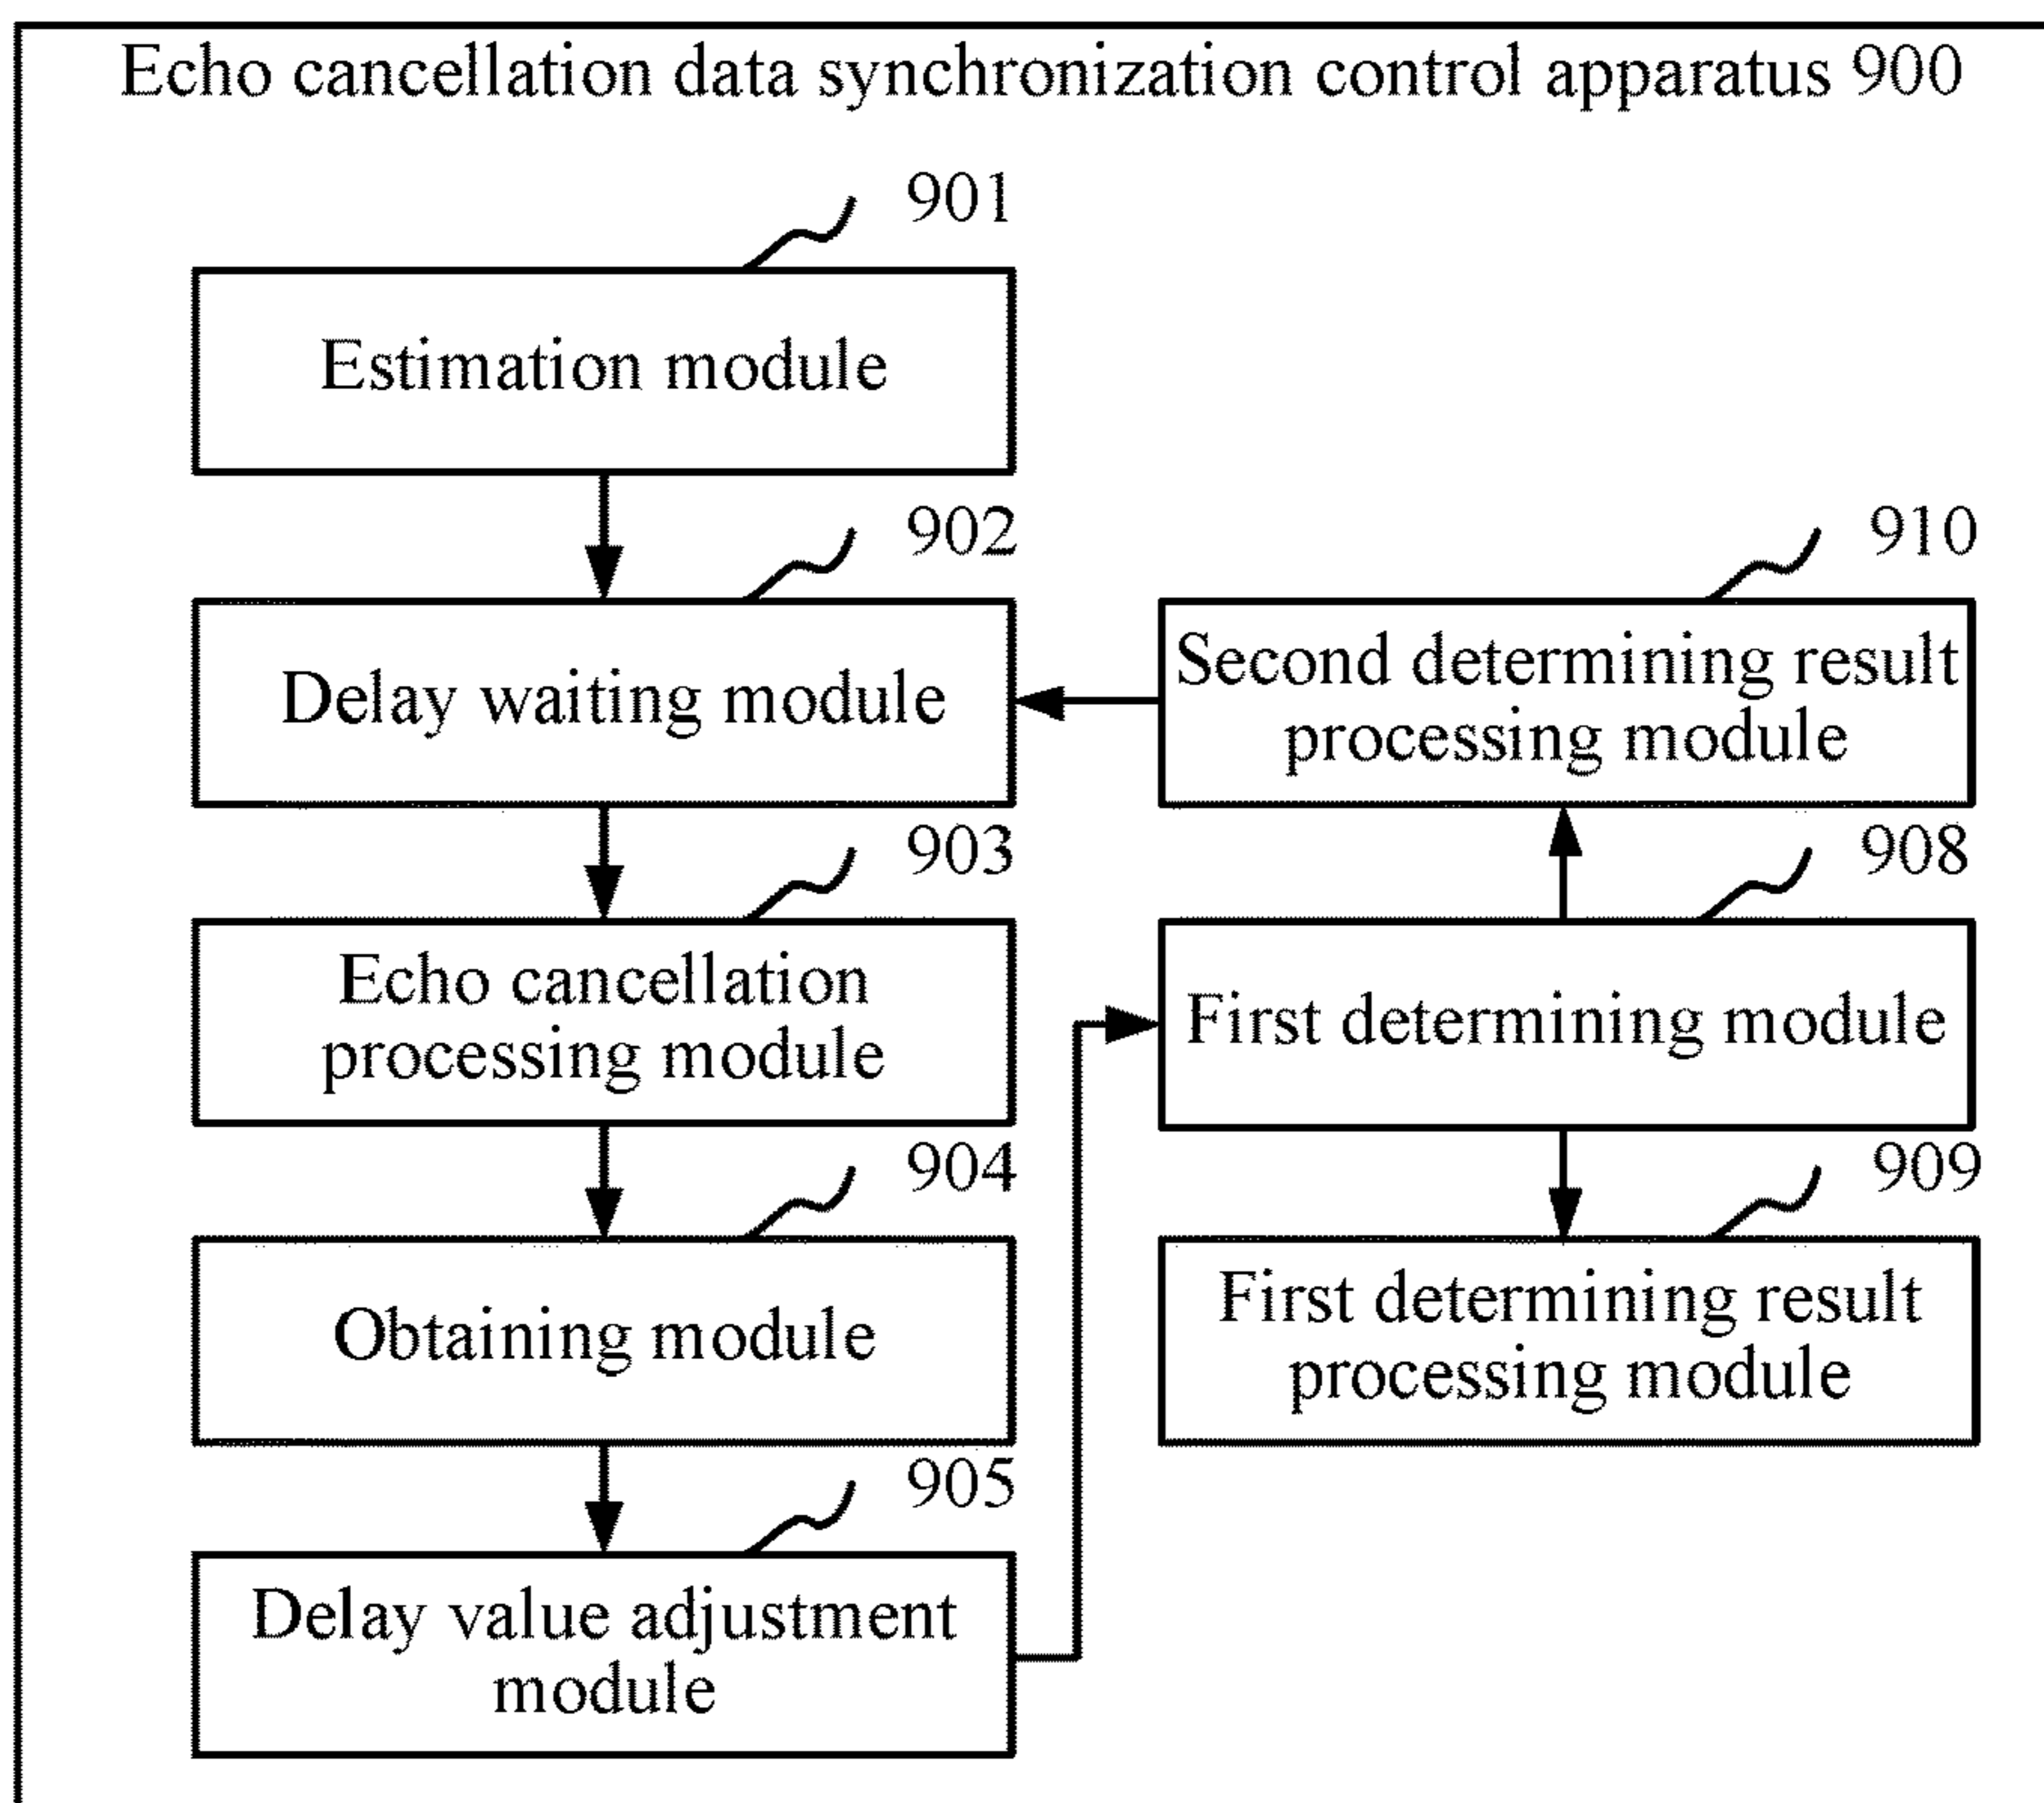 Echo cancellation data synchronization control apparatus 900
901
Estimation module
902
Delay waiting module
903
Echo cancellation
processing module
904
Obtaining module
905
Delay value adjustment
module
910
Second determining result
processing module
908
First determining module
909
First determining result
processing module